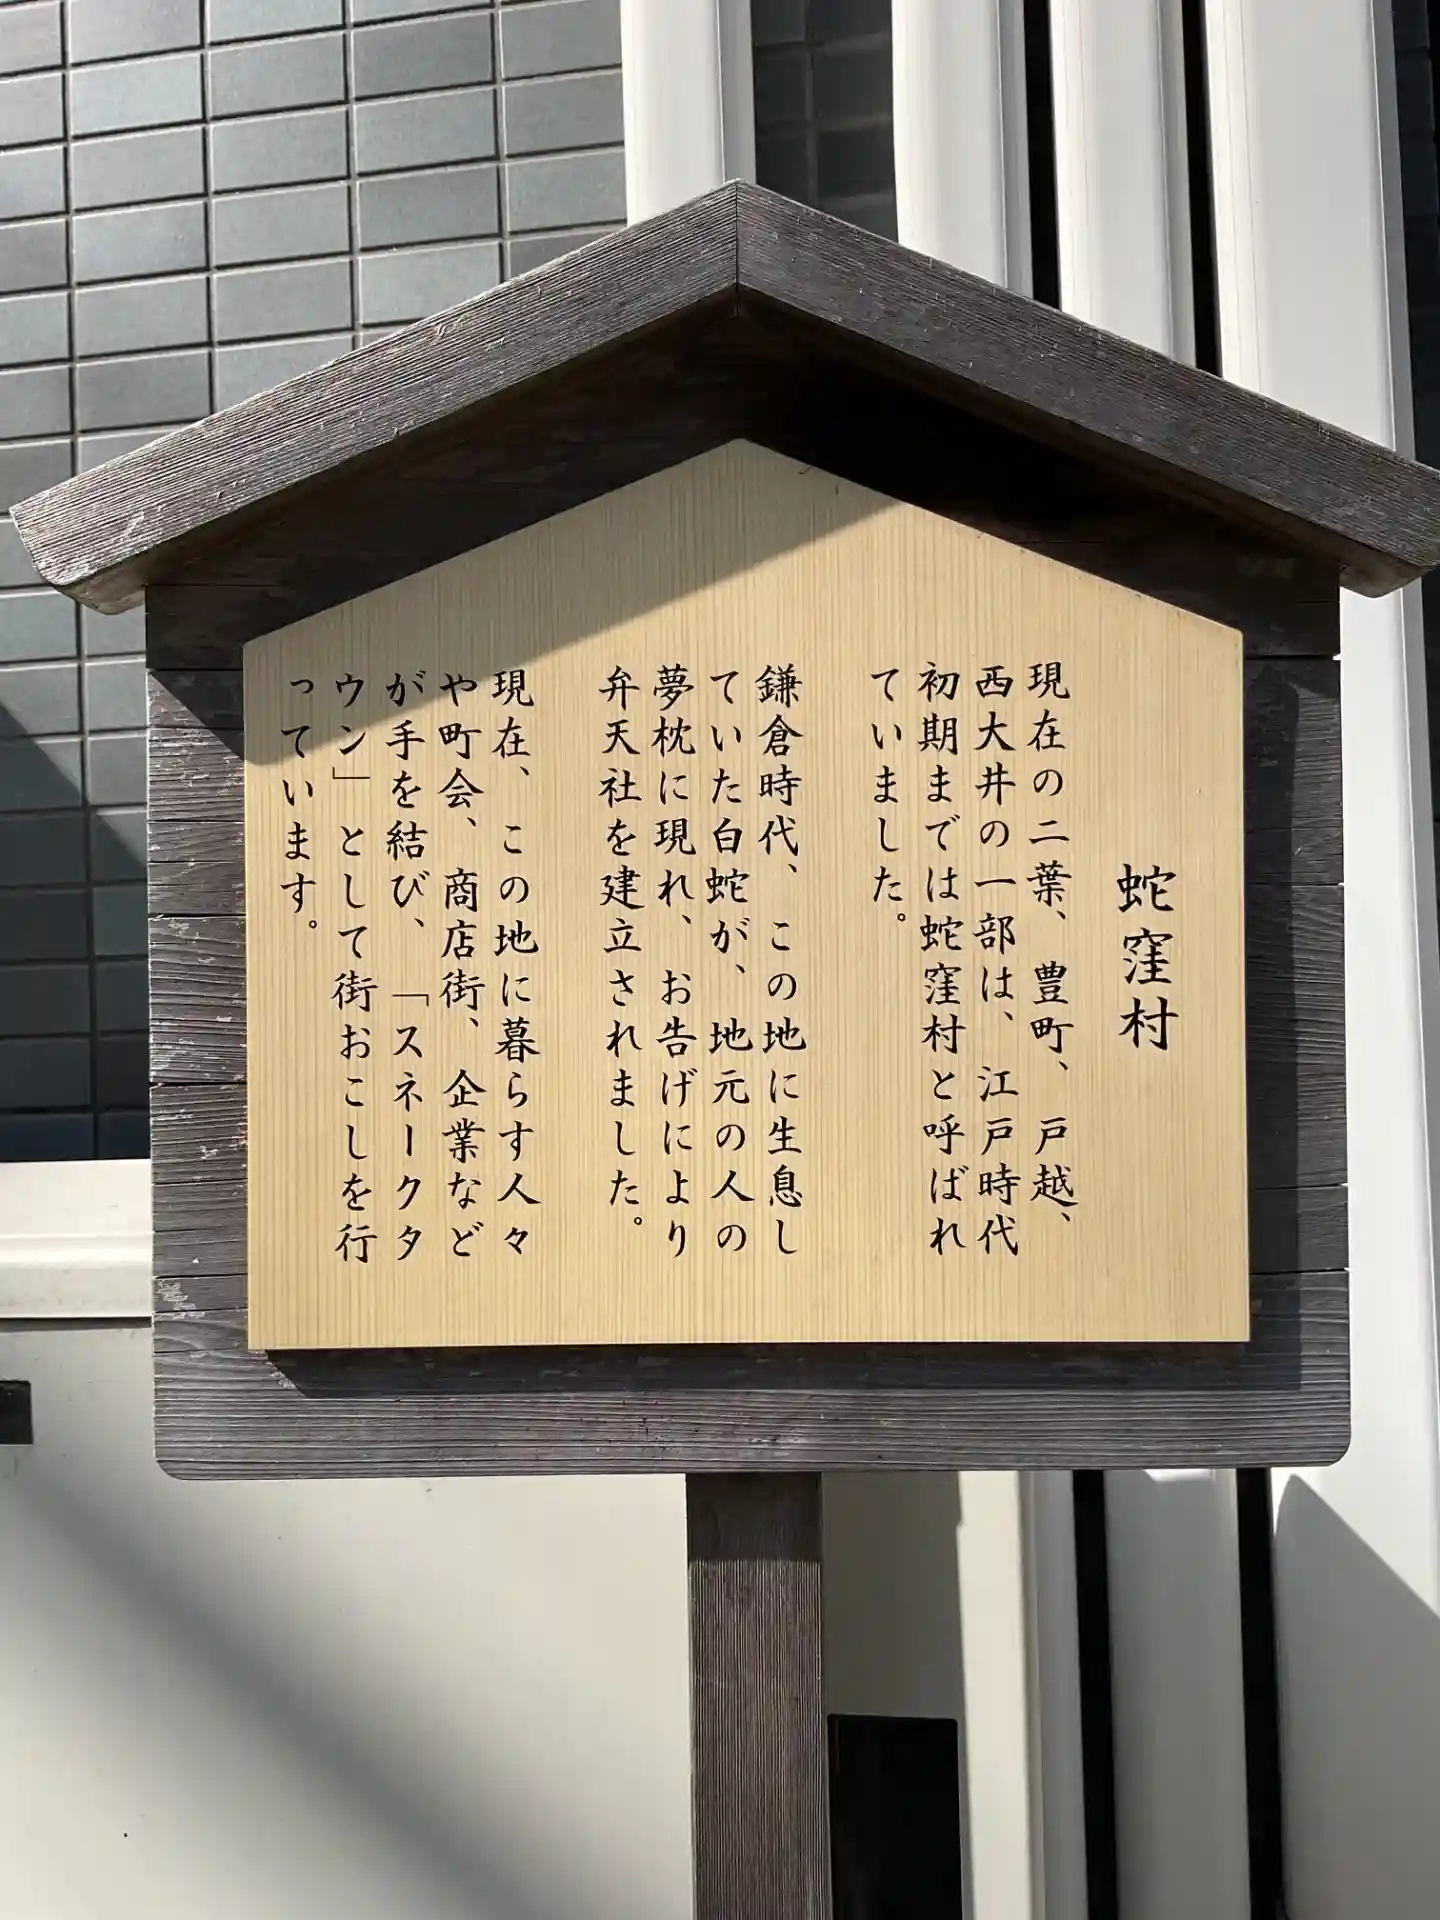 蛇窪村
現在の二葉、豊町、戸越、
西大井の一部は、江戸時代
初期までは蛇窪村と呼ばれ
ていました。
鎌倉時代、この地に生息し
ていた白蛇が、地元の人の
夢枕に現れ、お告げにより
弁天社を建立されました。
現在、この地に暮らす人々
や町会、商店街、企業など
が手を結び、「スネークタ
ウン」として街おこしを行
っています。